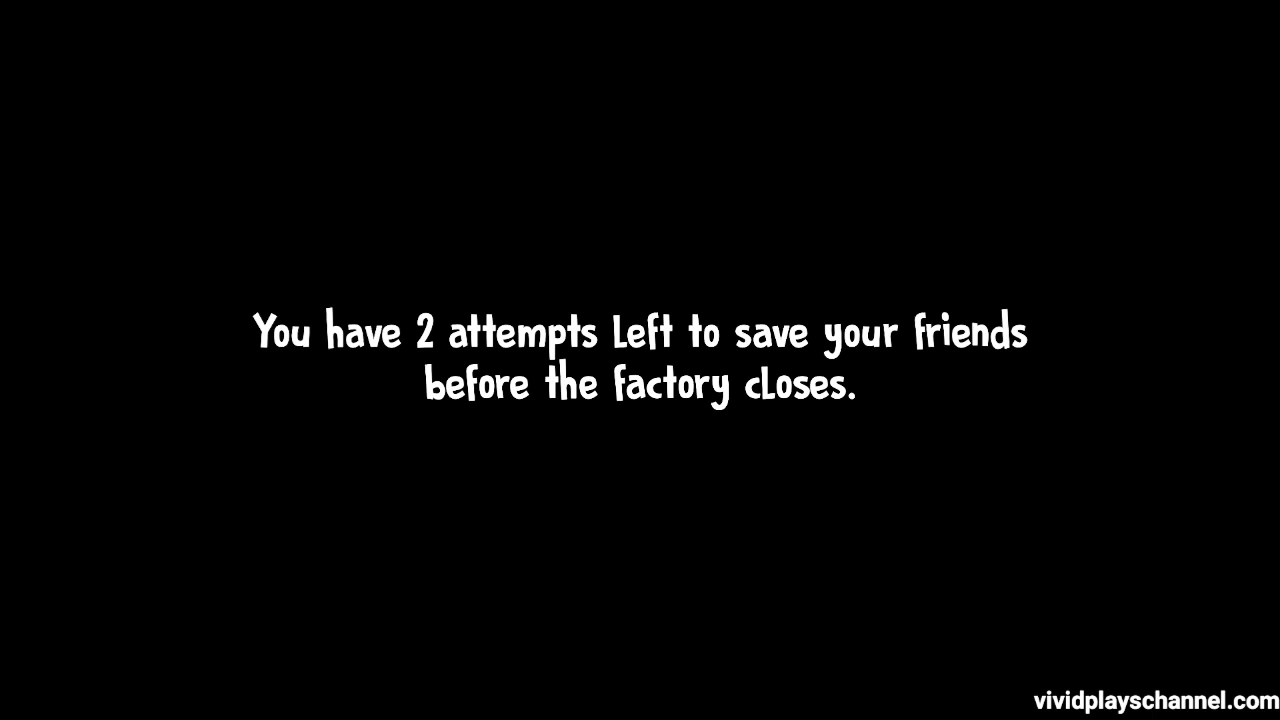 You have 2 attempts left to save your friends
before the factory closes.
vividplayschannel.com